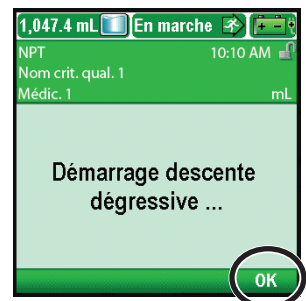 1,047.4 mL En marche
NPT 10:10 AM
Nom crit. qual. 1
Médic. 1 mL
Démarrage descente
dégressive ...
OK